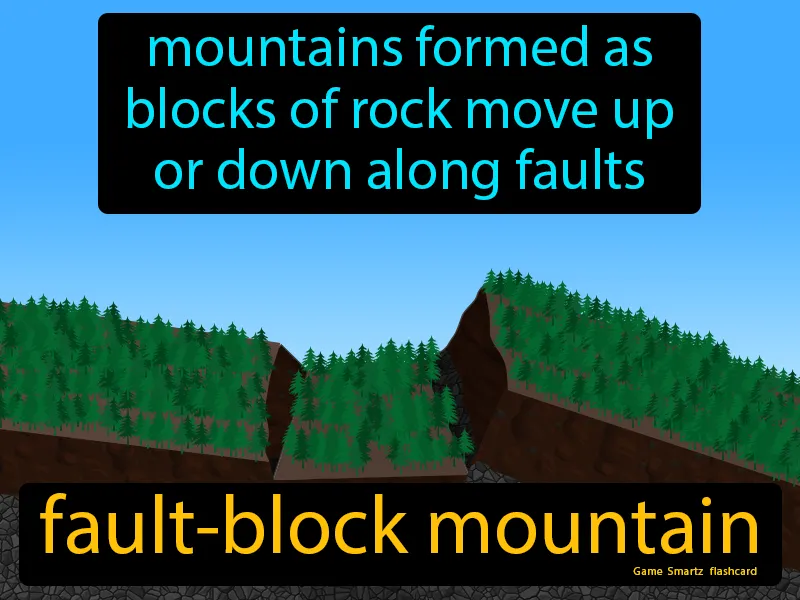 mountains formed as
blocks of rock move up
or down along faults
fault-block mountain
Game Smartz flashcard